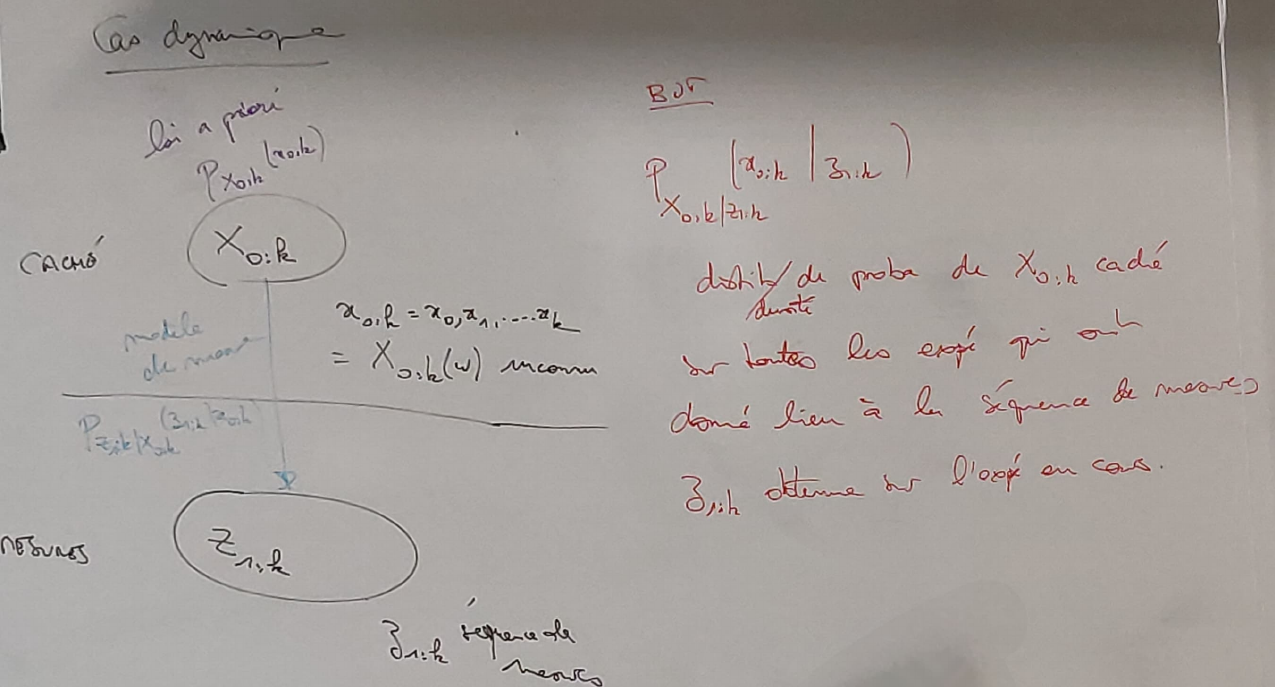 Cas dynamique
loi a priori
P_{X_{0:k}}(x_{0:k})
CACHÉ
X_{0:k}
modèle
de mesure
x_{0:k} = x_0, x_1, .... x_k
= X_{0:k}(ω) inconnu
P_{Z_{1:k}|X_{0:k}}(z_{1:k}|x_{0:k})
MESURES
Z_{1:k}
z_{1:k} séquence de
mesures
BUT
P_{X_{0:k}|Z_{1:k}}(x_{0:k} | z_{1:k})
distrib/ de proba de X_{0:k} caché
/densité
sur toutes les expé qui ont
donné lieu à la séquence de mesures
z_{1:k} obtenue sur l'expé en cours.